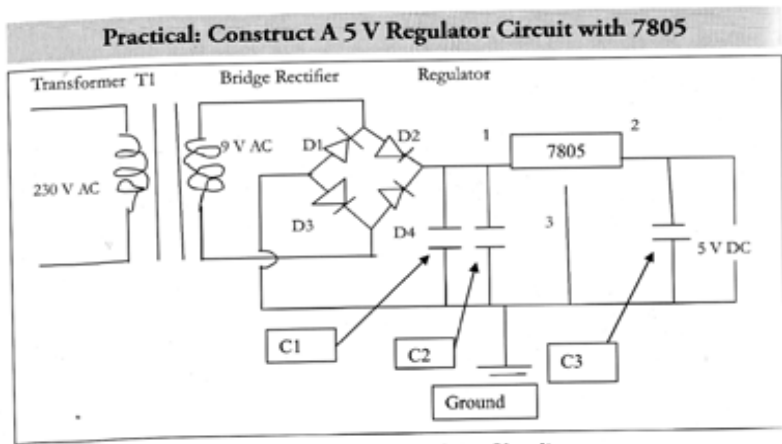 Practical: Construct A 5 V Regulator Circuit with 7805
Transformer T1 Bridge Rectifier Regulator
9 V AC D1 D2 1 7805 2
230 V AC
D3 D4 3 5 V DC
C1 C2 C3
Ground